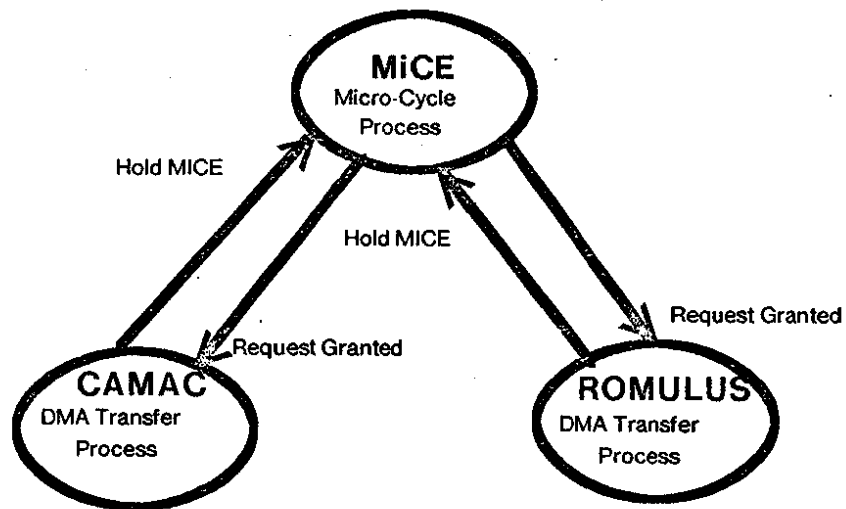 MiCE
Micro-Cycle
Process
Hold MICE
Hold MICE
Request Granted
Request Granted
CAMAC
DMA Transfer
Process
ROMULUS
DMA Transfer
Process